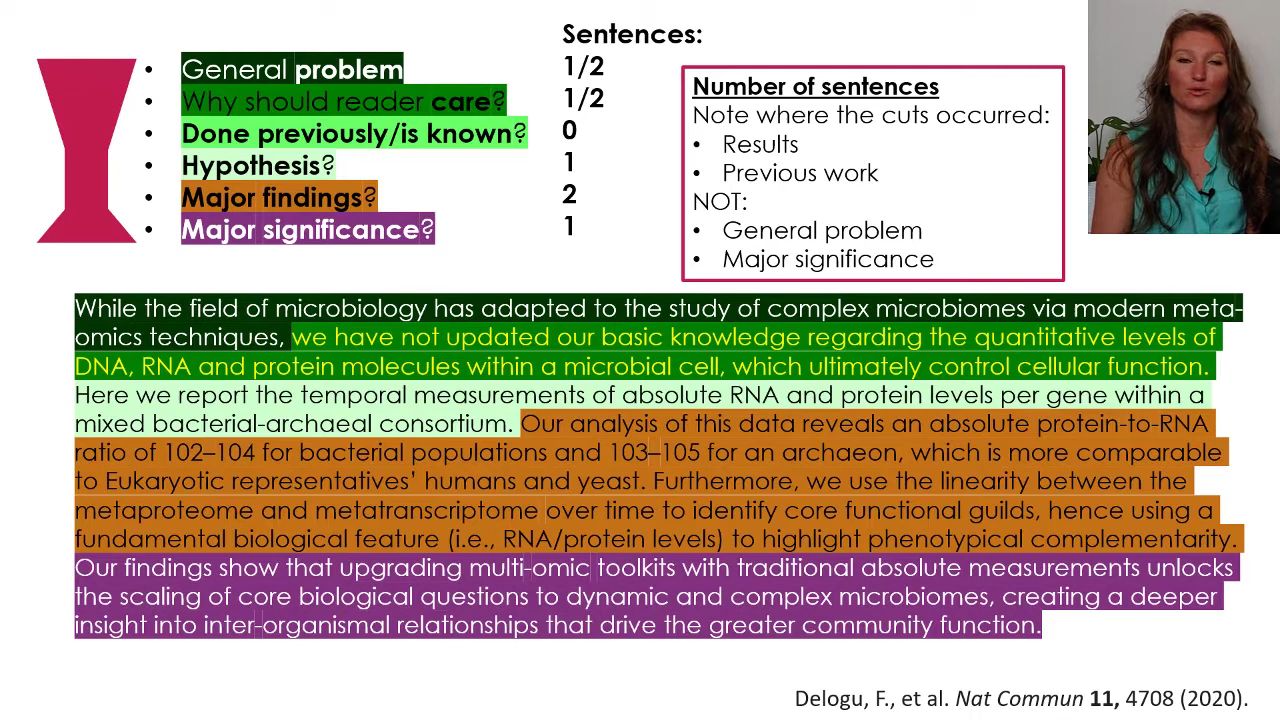 Sentences:
General problem
1/2
Why should reader care?
1/2
Done previously/is known?
0
Hypothesis?
1
Major findings?
2
Major significance?
1
Number of sentences
Note where the cuts occurred:
• Results
• Previous work
NOT:
• General problem
• Major significance
While the field of microbiology has adapted to the study of complex microbiomes via modern meta-
omics techniques, we have not updated our basic knowledge regarding the quantitative levels of
DNA, RNA and protein molecules within a microbial cell, which ultimately control cellular function.
Here we report the temporal measurements of absolute RNA and protein levels per gene within a
mixed bacterial-archaeal consortium. Our analysis of this data reveals an absolute protein-to-RNA
ratio of 102–104 for bacterial populations and 103–105 for an archaeon, which is more comparable
to Eukaryotic representatives’ humans and yeast. Furthermore, we use the linearity between the
metaproteome and metatranscriptome over time to identify core functional guilds, hence using a
fundamental biological feature (i.e., RNA/protein levels) to highlight phenotypical complementarity.
Our findings show that upgrading multi-omic toolkits with traditional absolute measurements unlocks
the scaling of core biological questions to dynamic and complex microbiomes, creating a deeper
insight into inter-organismal relationships that drive the greater community function.
Delogu, F., et al. Nat Commun 11, 4708 (2020).